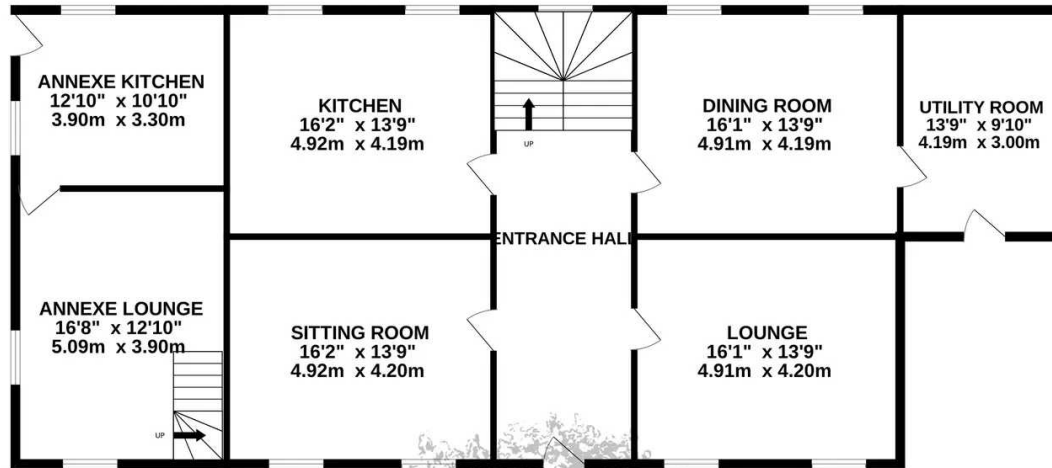 ANNEXE KITCHEN
12'10" x 10'10"
3.90m x 3.30m
KITCHEN
16'2" x 13'9"
4.92m x 4.19m
UP
DINING ROOM
16'1" x 13'9"
4.91m x 4.19m
UTILITY ROOM
13'9" x 9'10"
4.19m x 3.00m
ENTRANCE HALL
ANNEXE LOUNGE
16'8" x 12'10"
5.09m x 3.90m
UP
SITTING ROOM
16'2" x 13'9"
4.92m x 4.20m
LOUNGE
16'1" x 13'9"
4.91m x 4.20m